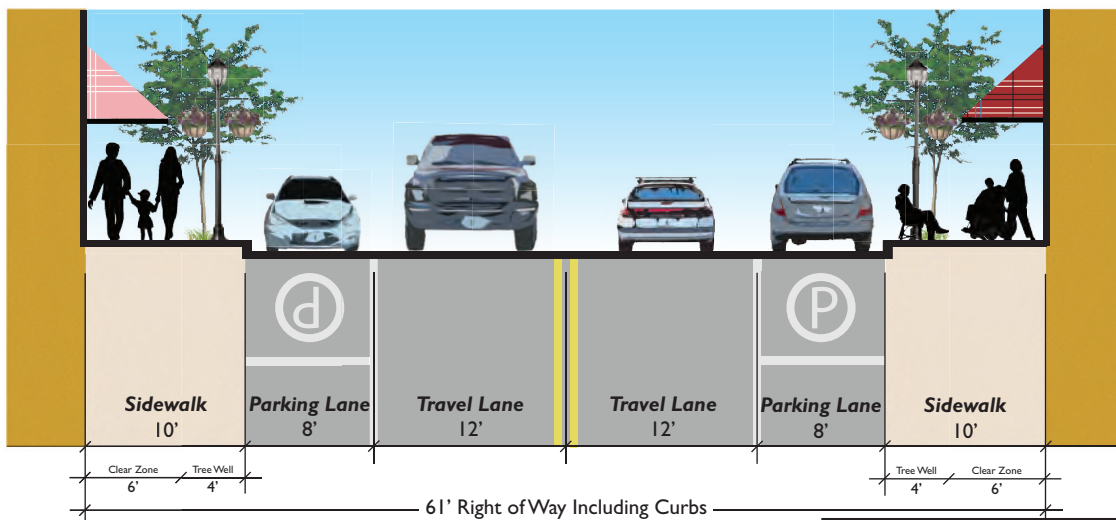 P
P
Sidewalk
10'
Parking Lane
8'
Travel Lane
12'
Travel Lane
12'
Parking Lane
8'
Sidewalk
10'
Clear Zone
6'
Tree Well
4'
Tree Well
4'
Clear Zone
6'
61' Right of Way Including Curbs